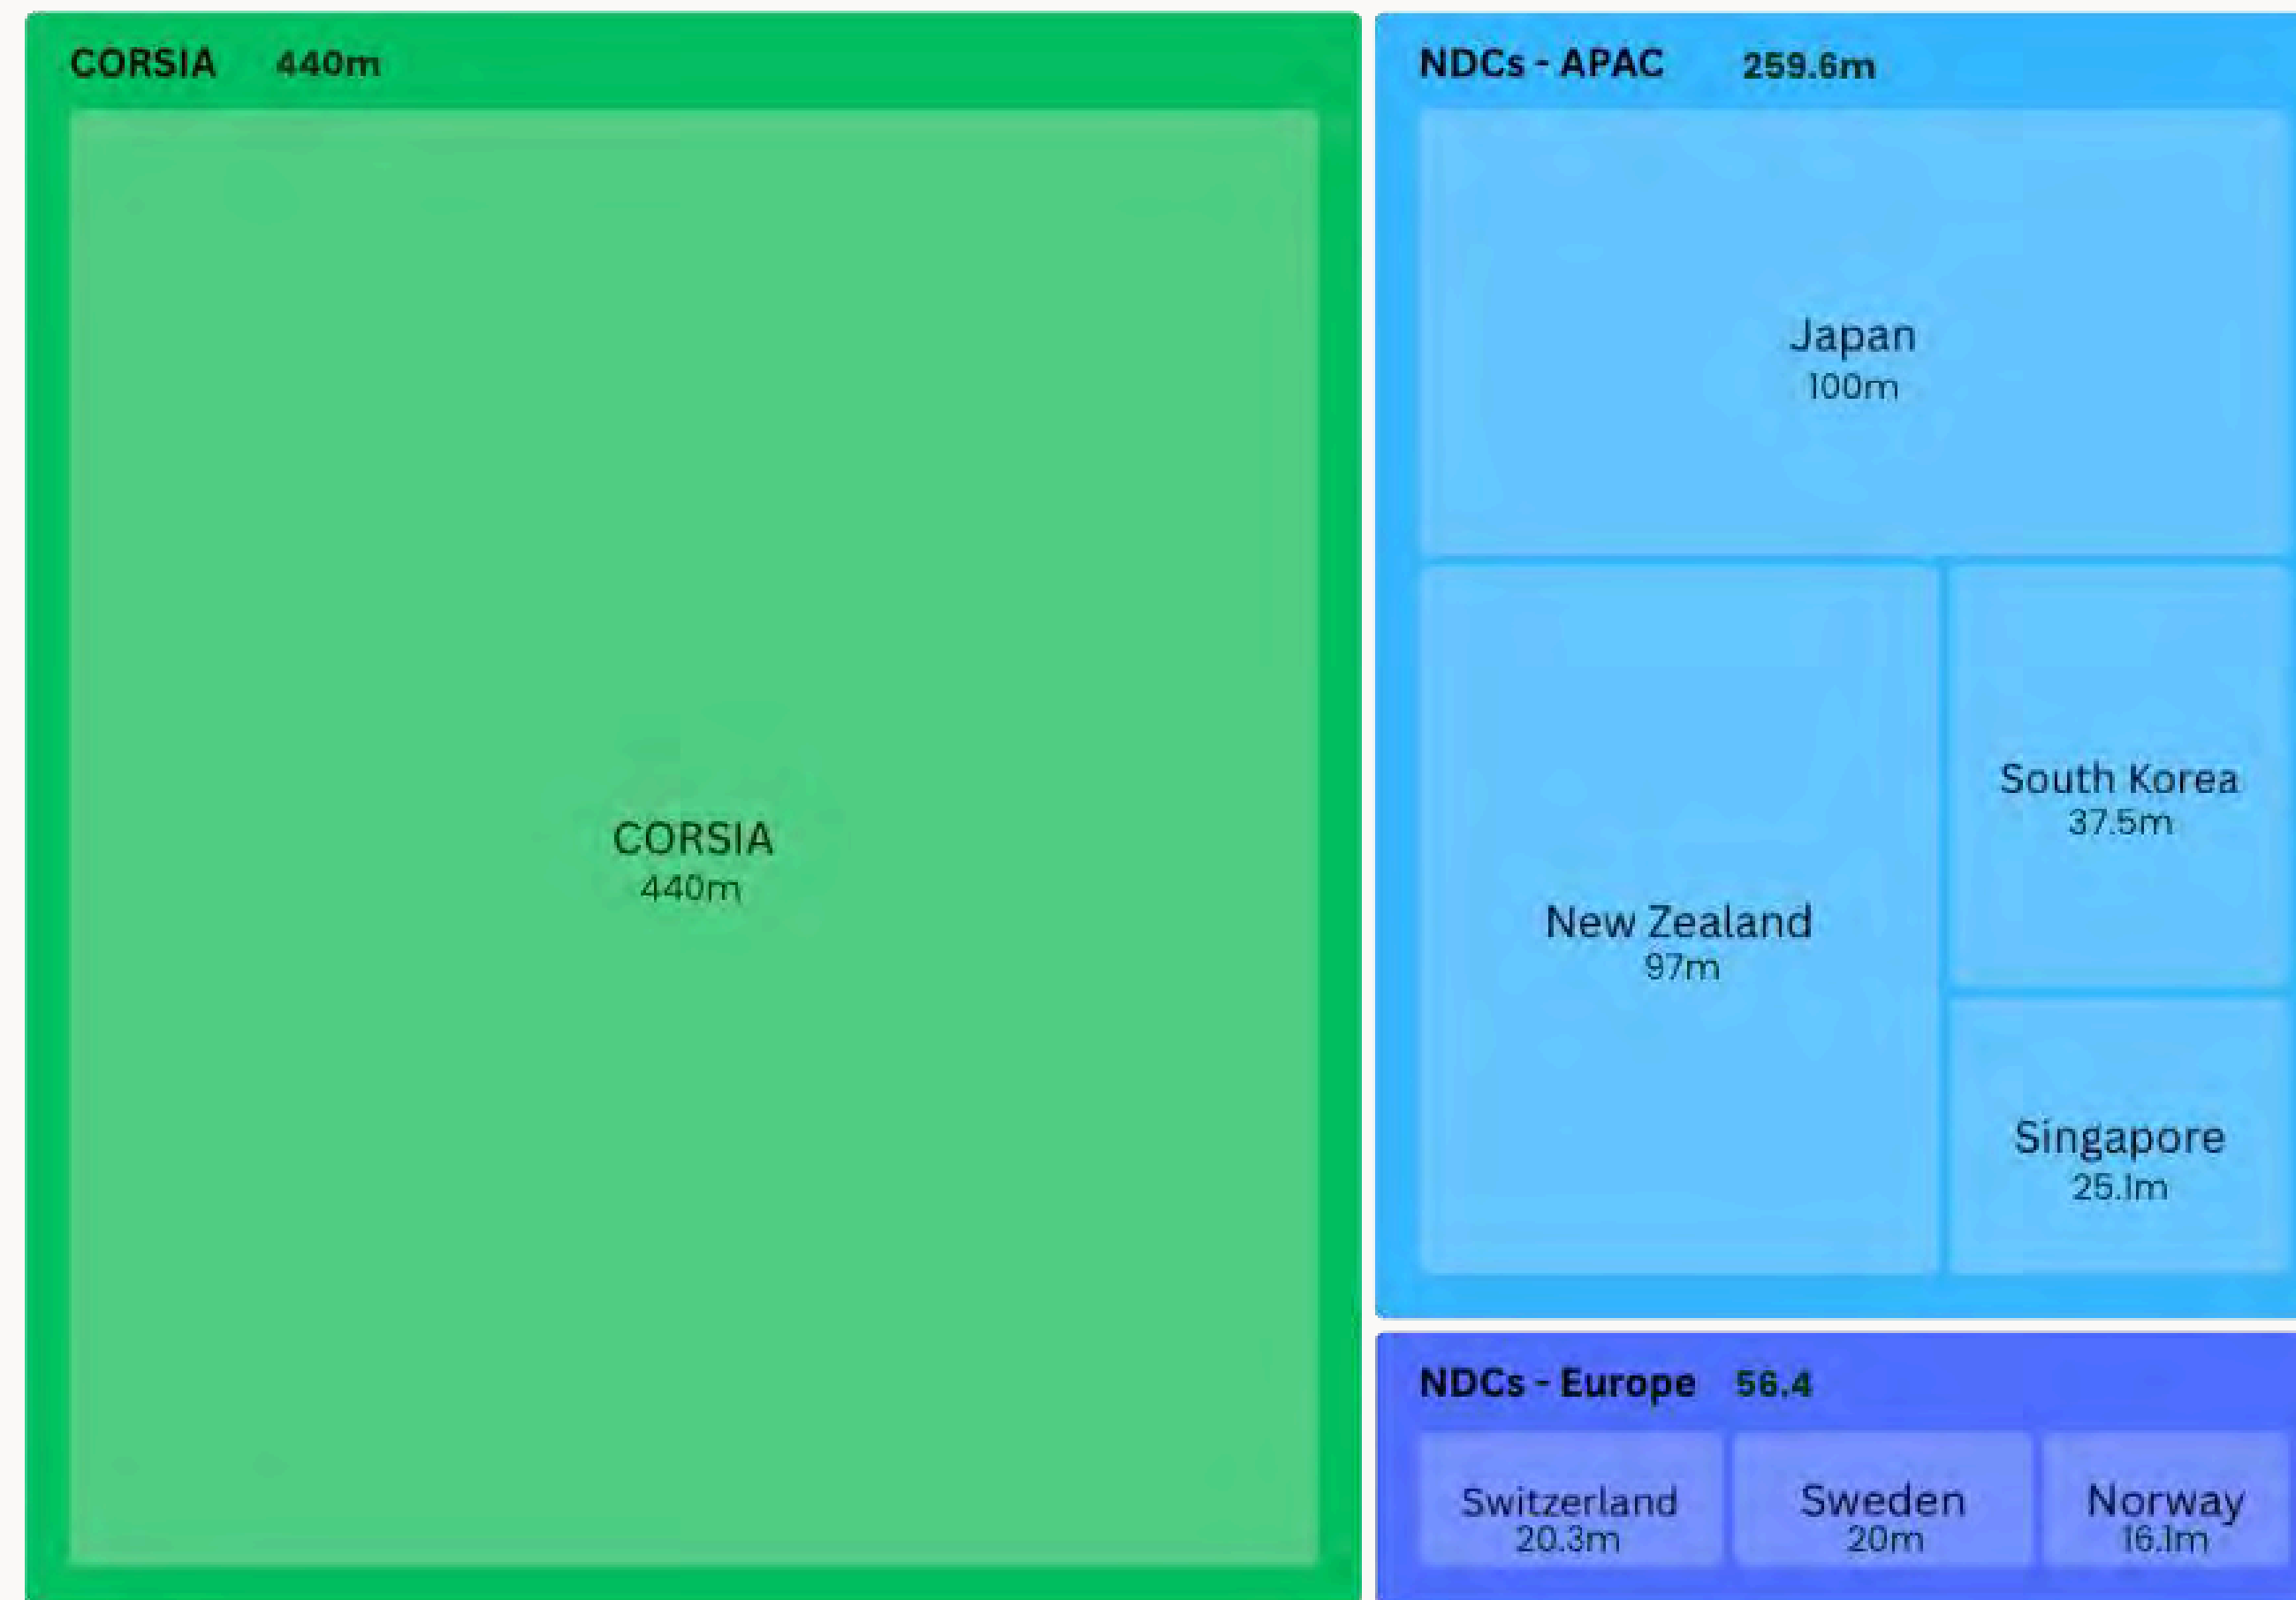 CORSIA 440m
CORSIA
440m
NDCs - APAC 259.6m
Japan
100m
New Zealand
97m
South Korea
37.5m
Singapore
25.1m
NDCs - Europe 56.4
Switzerland
20.3m
Sweden
20m
Norway
16.1m